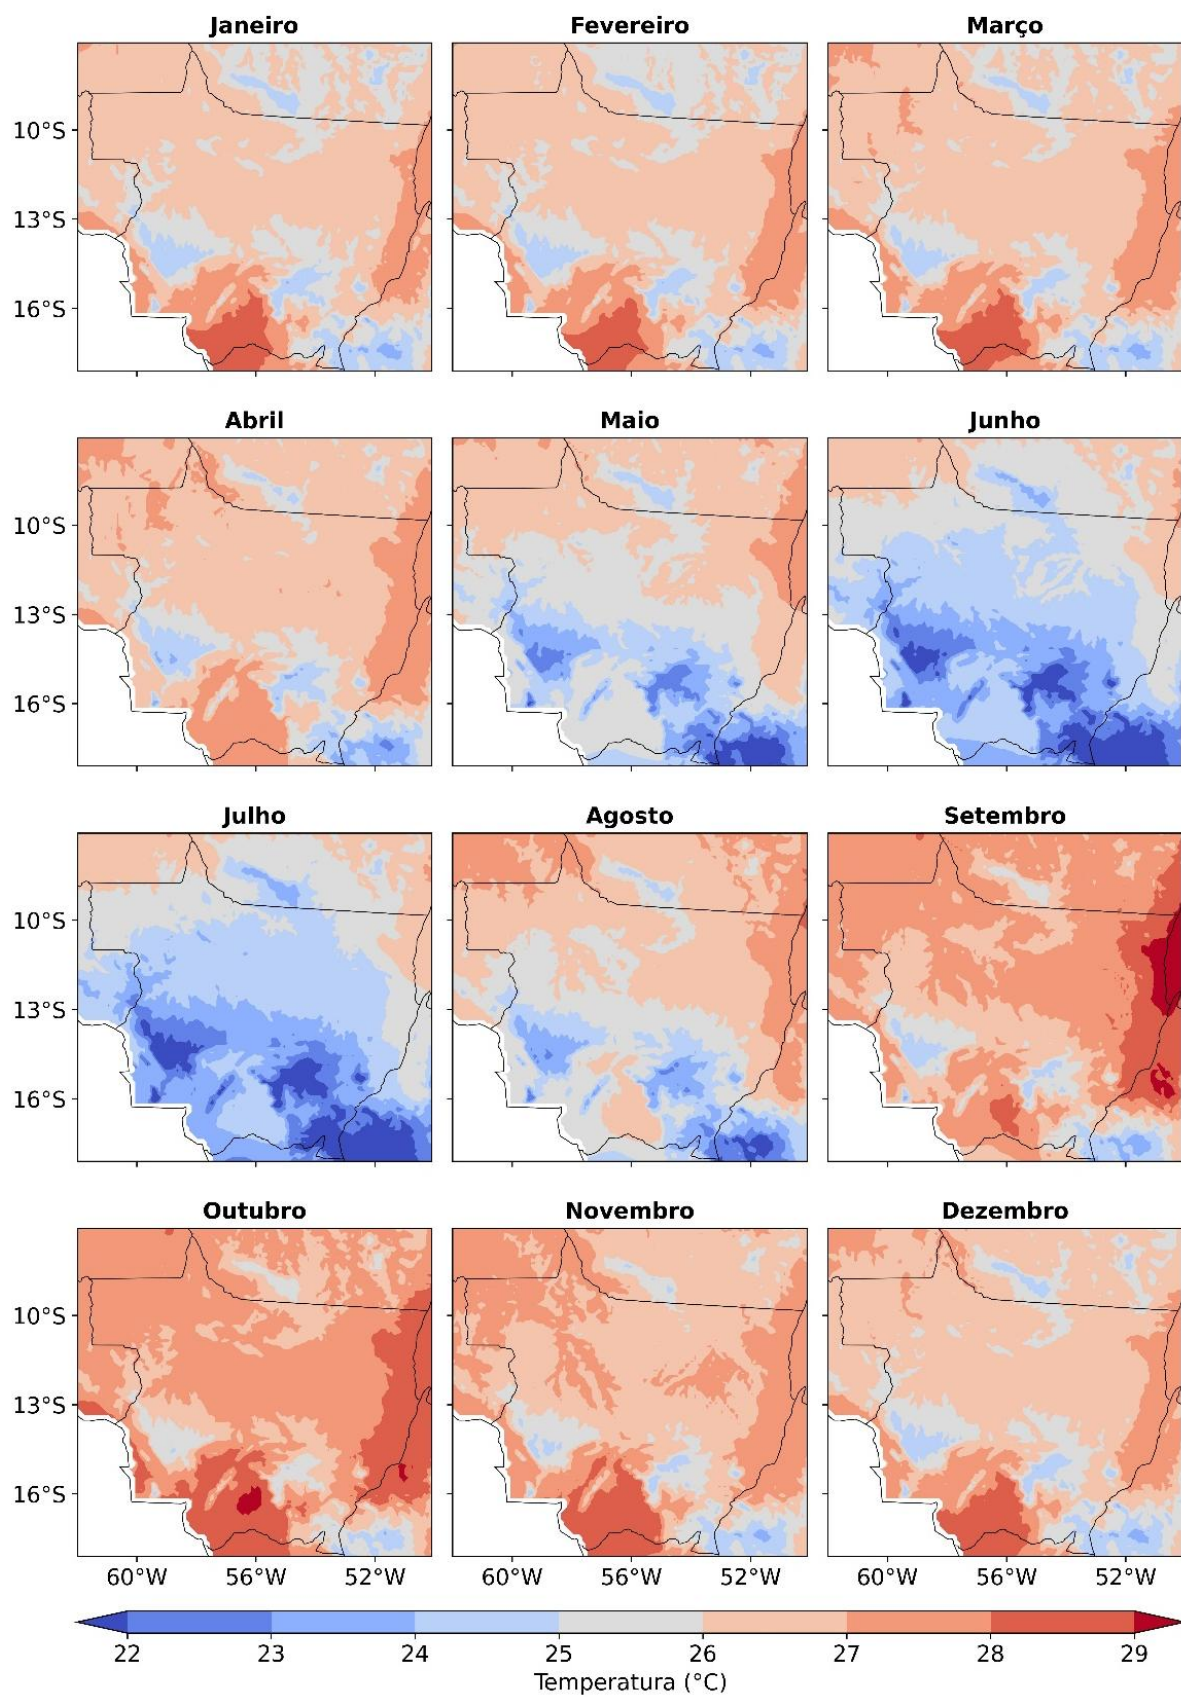 Janeiro Fevereiro Março
10°S
13°S
16°S
Abril Maio Junho
10°S
13°S
16°S
Julho Agosto Setembro
10°S
13°S
16°S
Outubro Novembro Dezembro
10°S
13°S
16°S
60°W 56°W 52°W 60°W 56°W 52°W 60°W 56°W 52°W
22 23 24 25 26 27 28 29
Temperatura (°C)